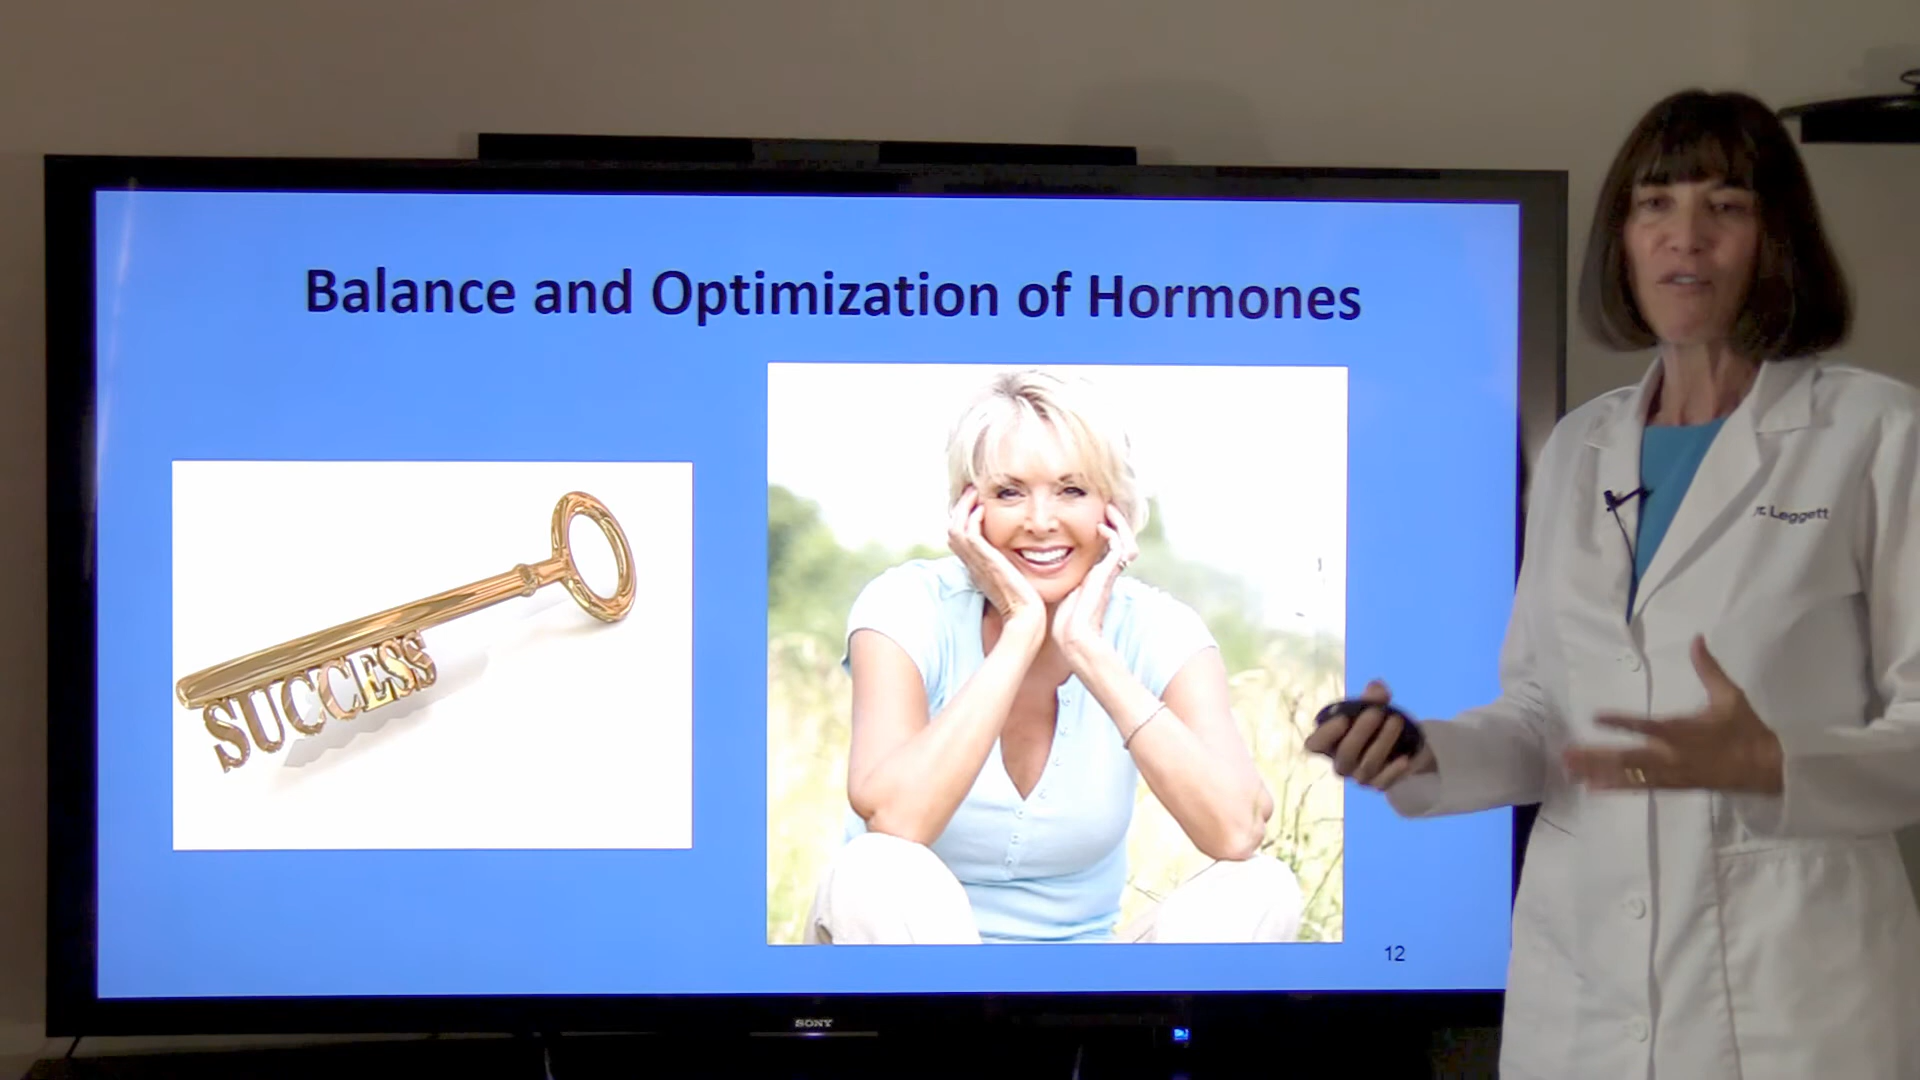 Balance and Optimization of Hormones
SUCCESS
Leggett
12
SONY